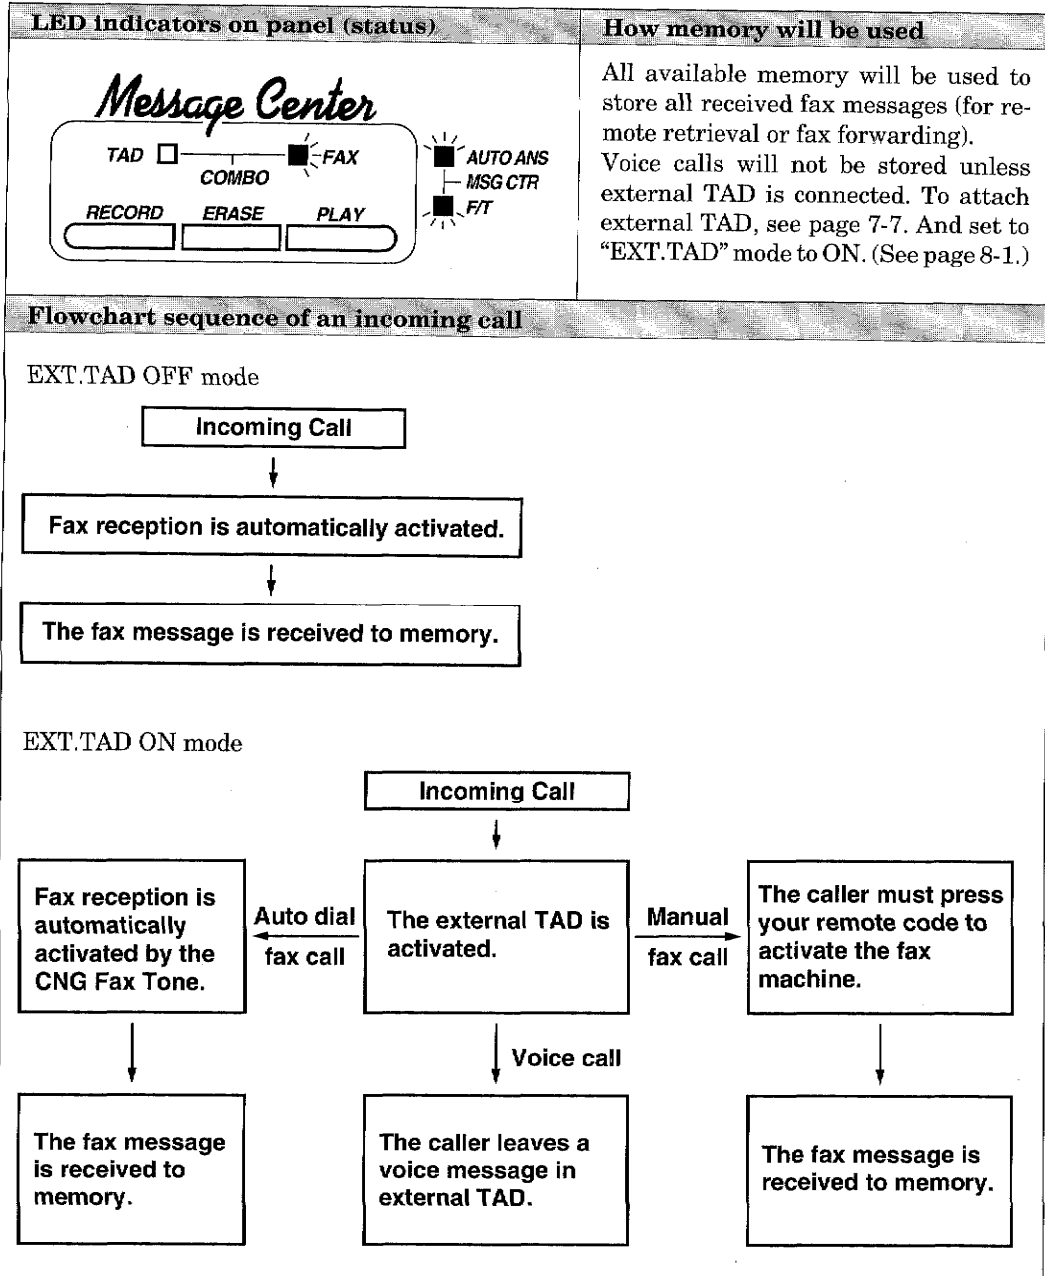 LED indicators on panel (status)
Message Center
TAD
FAX
COMBO
RECORD ERASE PLAY
AUTO ANS
MSG CTR
F/T
How memory will be used
All available memory will be used to
store all received fax messages (for re-
mote retrieval or fax forwarding).
Voice calls will not be stored unless
external TAD is connected. To attach
external TAD, see page 7-7. And set to
“EXT.TAD” mode to ON. (See page 8-1.)
Flowchart sequence of an incoming call
EXT.TAD OFF mode
Incoming Call
Fax reception is automatically activated.
The fax message is received to memory.
EXT.TAD ON mode
Incoming Call
Fax reception is
automatically
activated by the
CNG Fax Tone.
Auto dial
fax call
The external TAD is
activated.
Manual
fax call
The caller must press
your remote code to
activate the fax
machine.
Voice call
The fax message
is received to
memory.
The caller leaves a
voice message in
external TAD.
The fax message is
received to memory.